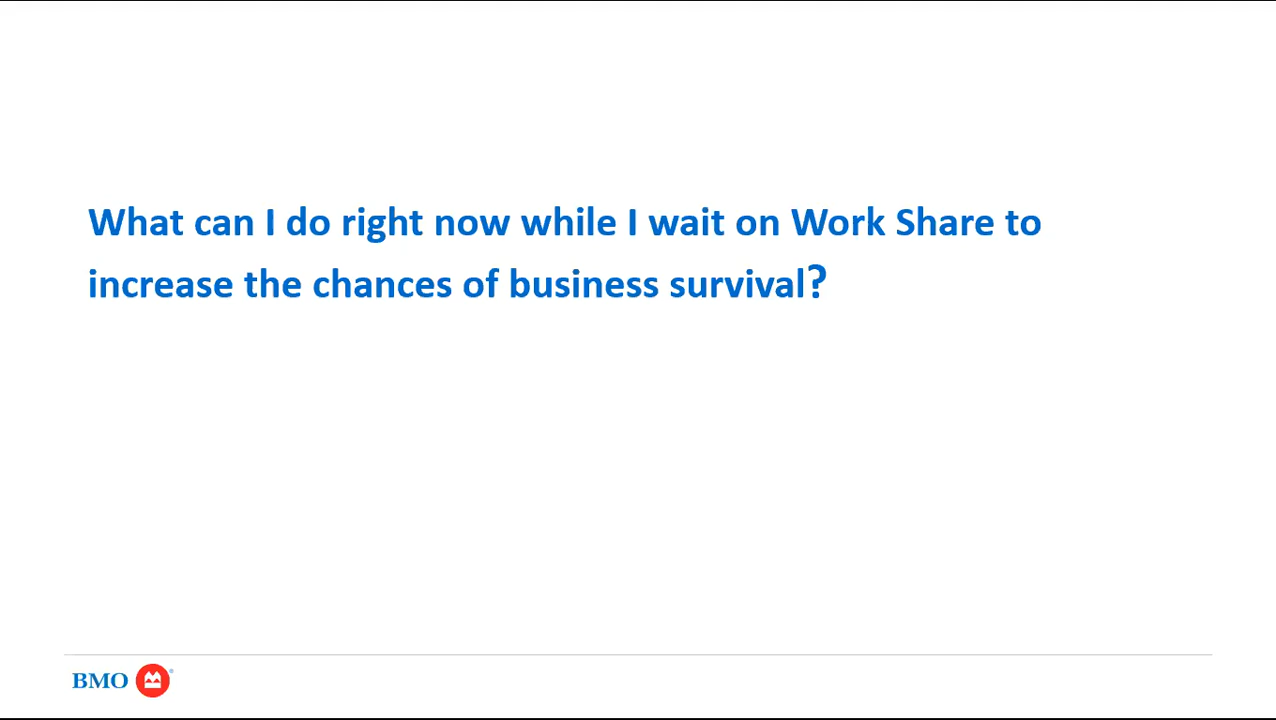 What can I do right now while I wait on Work Share to
increase the chances of business survival?
BMO